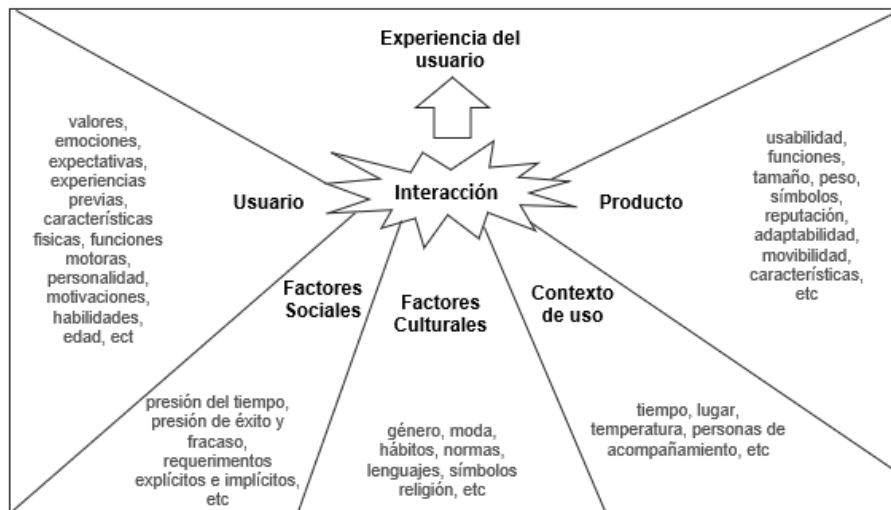 Experiencia del
usuario
Interacción
Usuario
valores,
emociones,
expectativas,
experiencias
previas,
características
fisicas, funciones
motoras,
personalidad,
motivaciones,
habilidades,
edad, ect
Factores
Sociales
presión del tiempo,
presión de éxito y
fracaso,
requerimentos
explícitos e implícitos,
etc
Factores
Culturales
género, moda,
hábitos, normas,
lenguajes, símbolos
religión, etc
Contexto
de uso
tiempo, lugar,
temperatura, personas de
acompañamiento, etc
Producto
usabilidad,
funciones,
tamaño, peso,
símbolos,
reputación,
adaptabilidad,
movibilidad,
características,
etc